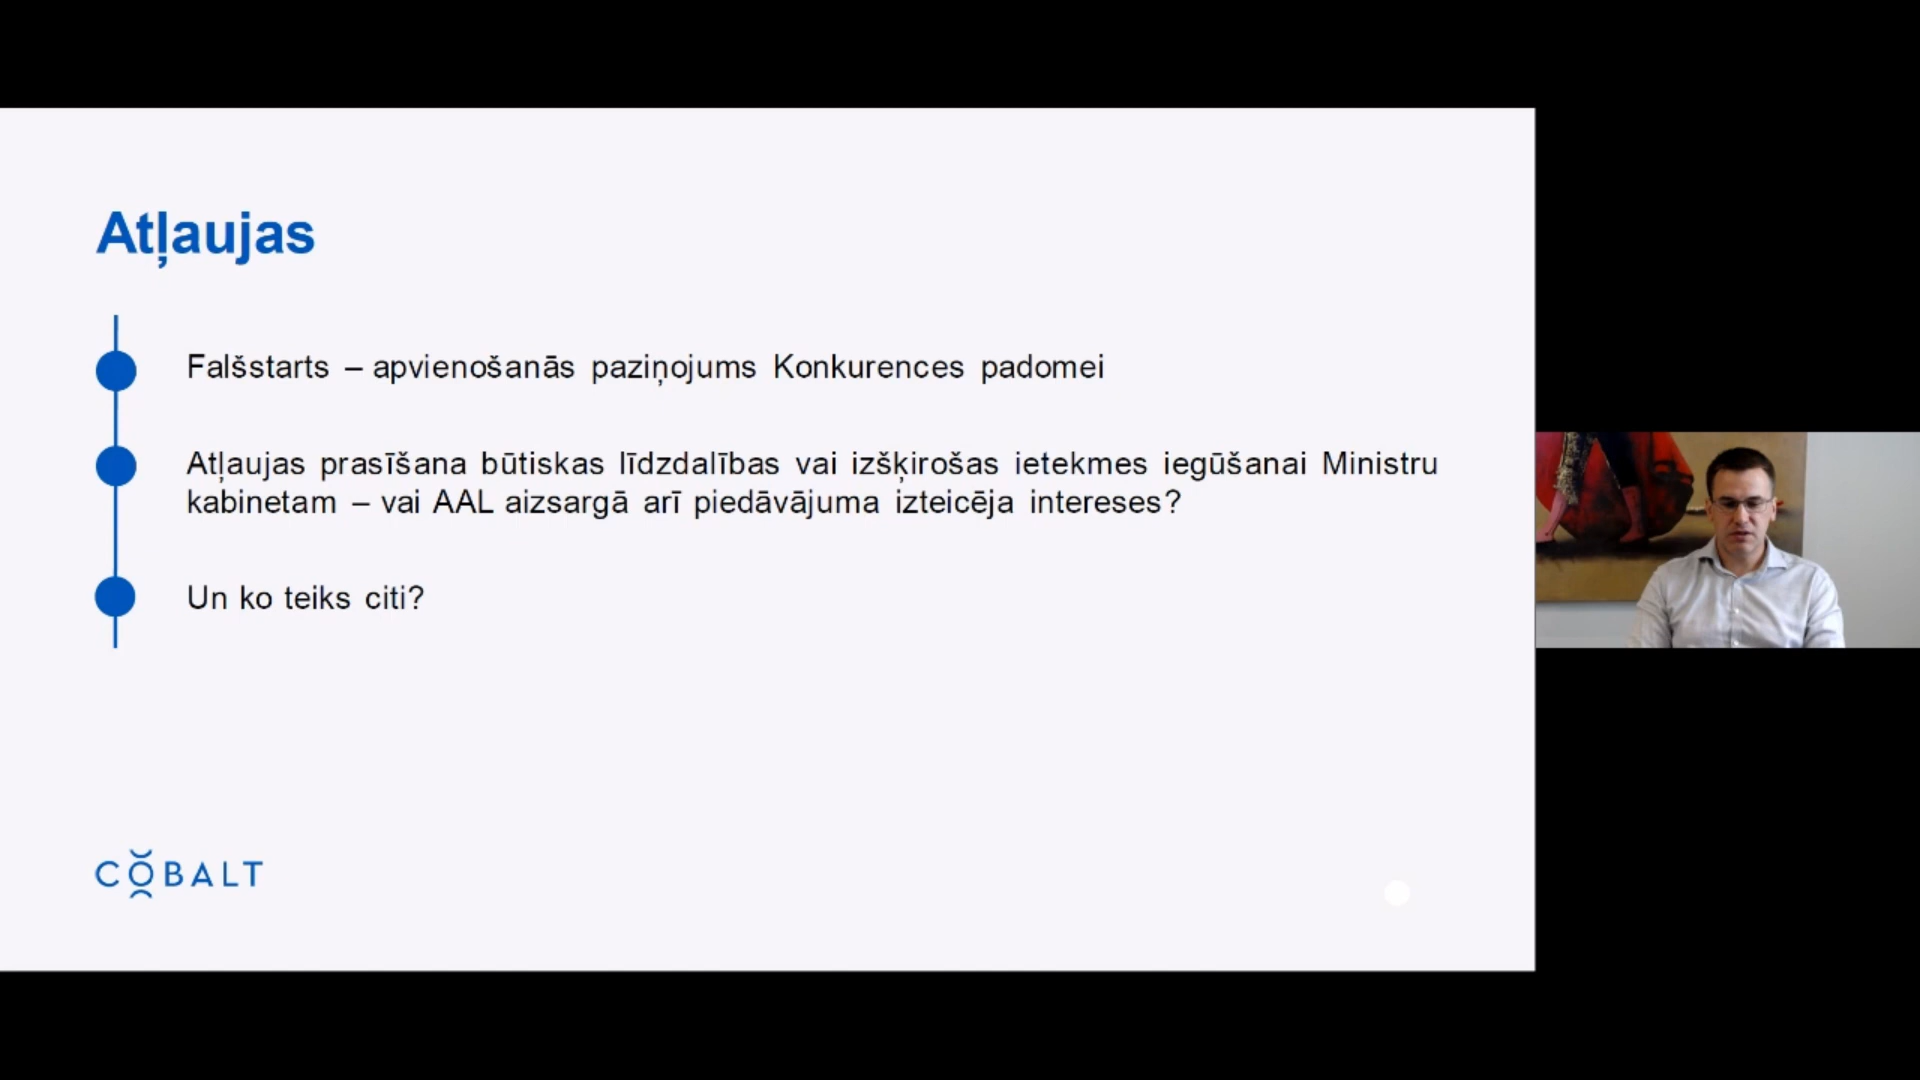 Atļaujas
Falšstarts – apvienošanās paziņojums Konkurences padomei
Atļaujas prasīšana būtiskas līdzdalības vai izšķirošas ietekmes iegūšanai Ministru
kabinetam – vai AAL aizsargā arī piedāvājuma izteicēja intereses?
Un ko teiks citi?
COBALT